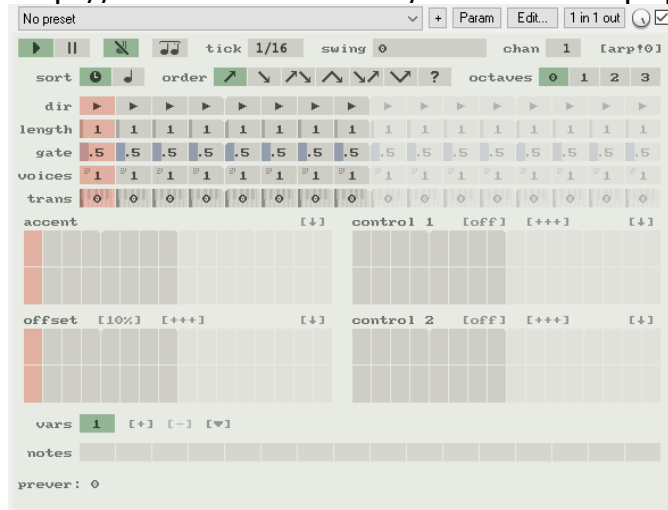 No preset + Param Edit... 1 in 1 out
tick 1/16 swing 0 chan 1 [arp!0]
sort order ? octaves 0 1 2 3
dir
length 1 1 1 1 1 1 1 1 1 1 1 1 1 1 1 1
gate .5 .5 .5 .5 .5 .5 .5 .5 .5 .5 .5 .5 .5 .5 .5 .5
voices 1 1 1 1 1 1 1 1 1 1 1 1 1 1 1 1
trans 0 0 0 0 0 0 0 0 0 0 0 0 0 0 0 0
accent [↓] control 1 [off] [+++] [↓]
offset [10%] [+++] [↓] control 2 [off] [+++] [↓]
vars 1 [+] [-] [▼]
notes
prever: 0